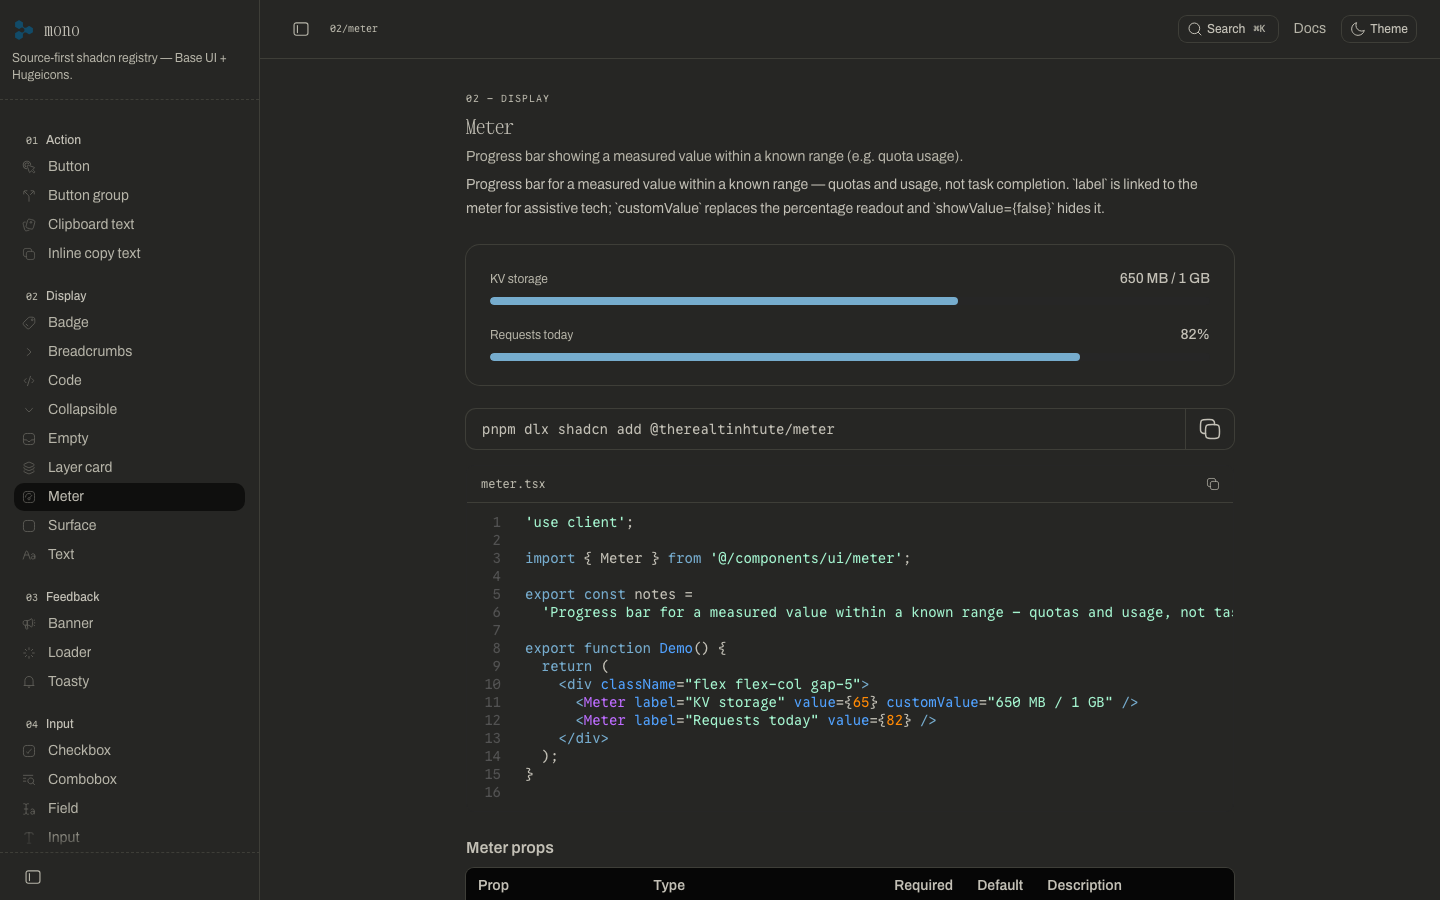 mono
Source-first shadcn registry — Base UI +
Hugeicons.
01 Action
Button
Button group
Clipboard text
Inline copy text
02 Display
Badge
Breadcrumbs
Code
Collapsible
Empty
Layer card
Meter
Surface
Text
03 Feedback
Banner
Loader
Toasty
04 Input
Checkbox
Combobox
Field
Input
02/meter
Search ⌘K
Docs
Theme
02 — DISPLAY
Meter
Progress bar showing a measured value within a known range (e.g. quota usage).
Progress bar for a measured value within a known range — quotas and usage, not task completion. `label` is linked to the
meter for assistive tech; `customValue` replaces the percentage readout and `showValue={false}` hides it.
KV storage 650 MB / 1 GB
Requests today 82%
pnpm dlx shadcn add @therealtinhtute/meter
meter.tsx
1 'use client';
2
3 import { Meter } from '@/components/ui/meter';
4
5 export const notes =
6 'Progress bar for a measured value within a known range — quotas and usage, not tas
7
8 export function Demo() {
9 return (
10 <div className="flex flex-col gap-5">
11 <Meter label="KV storage" value={65} customValue="650 MB / 1 GB" />
12 <Meter label="Requests today" value={82} />
13 </div>
14 );
15 }
16
Meter props
Prop Type Required Default Description